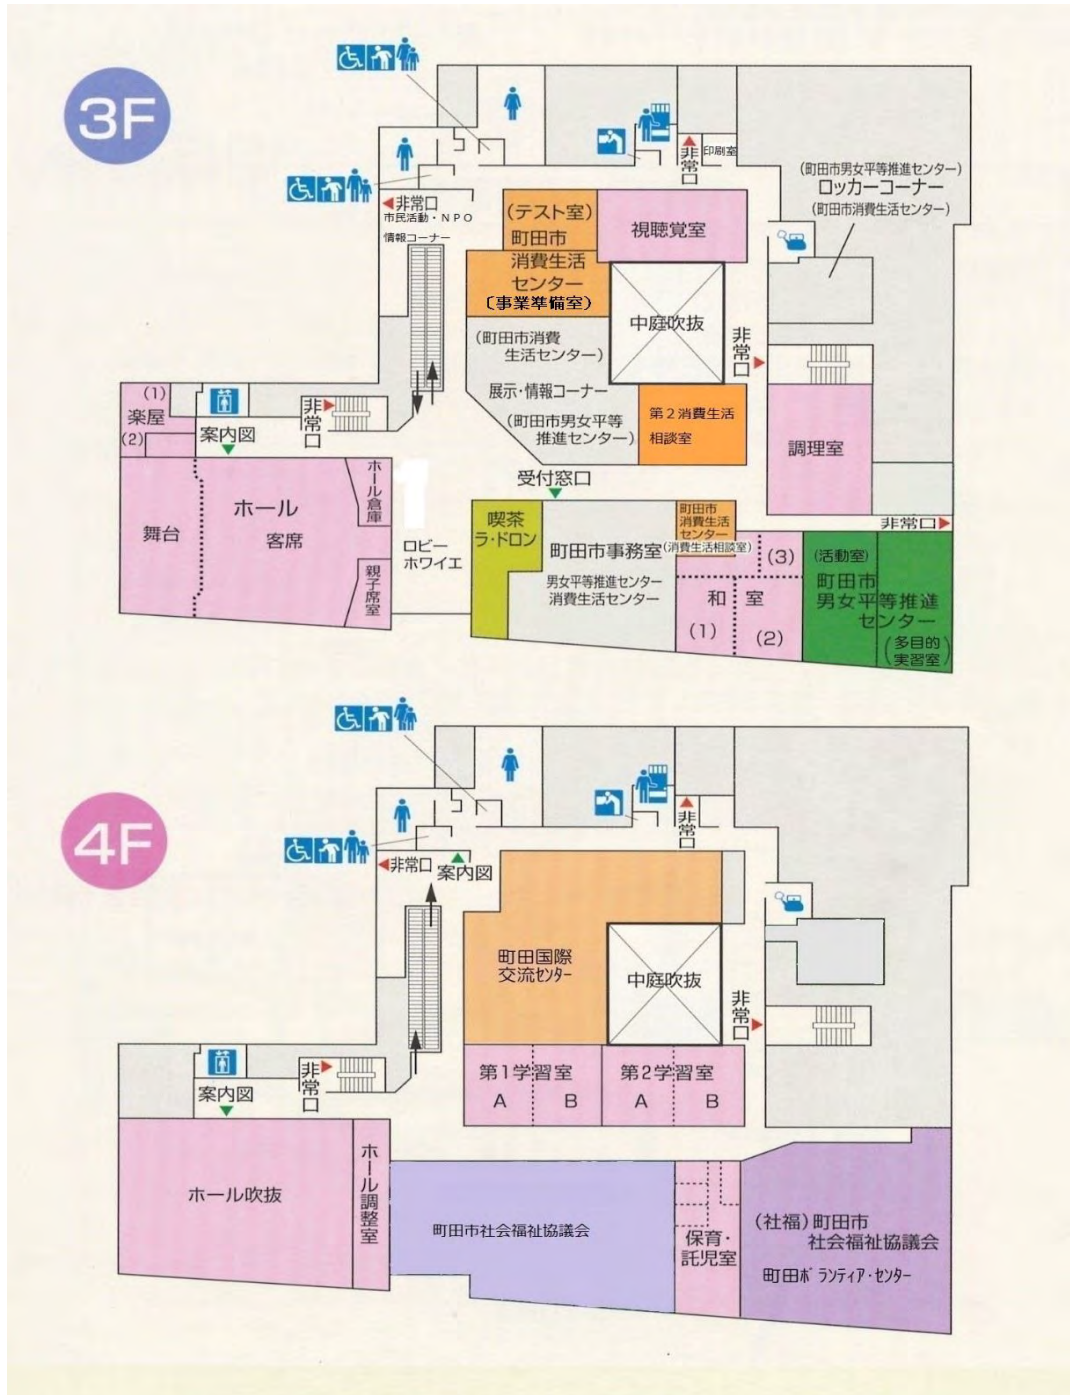 3F
非常口
印刷室
(町田市男女平等推進センター)
ロッカーコーナー
(町田市消費生活センター)
非常口
市民活動・NPO
情報コーナー
(テスト室)
町田市
消費生活
センター
〔事業準備室〕
視聴覚室
中庭吹抜
(町田市消費
生活センター)
非常口
展示・情報コーナー
(町田市男女平等
推進センター)
第2消費生活
相談室
調理室
(1)
楽屋
(2)
案内図
非常口
受付窓口
舞台
ホール
客席
ホール倉庫
親子席室
ロビー
ホワイエ
喫茶
ラ・ドロン
町田市事務室
男女平等推進センター
消費生活センター
町田市
消費生活
センター
(消費生活相談室)
(3)
和室
(1)
(2)
非常口
(活動室)
町田市
男女平等推進
センター
(多目的
実習室)
4F
非常口
非常口
案内図
町田国際
交流センター
中庭吹抜
非常口
第1学習室
A
B
第2学習室
A
B
非常口
案内図
ホール吹抜
ホール調整室
町田市社会福祉協議会
保育・
託児室
(社福)町田市
社会福祉協議会
町田ボランティア・センター